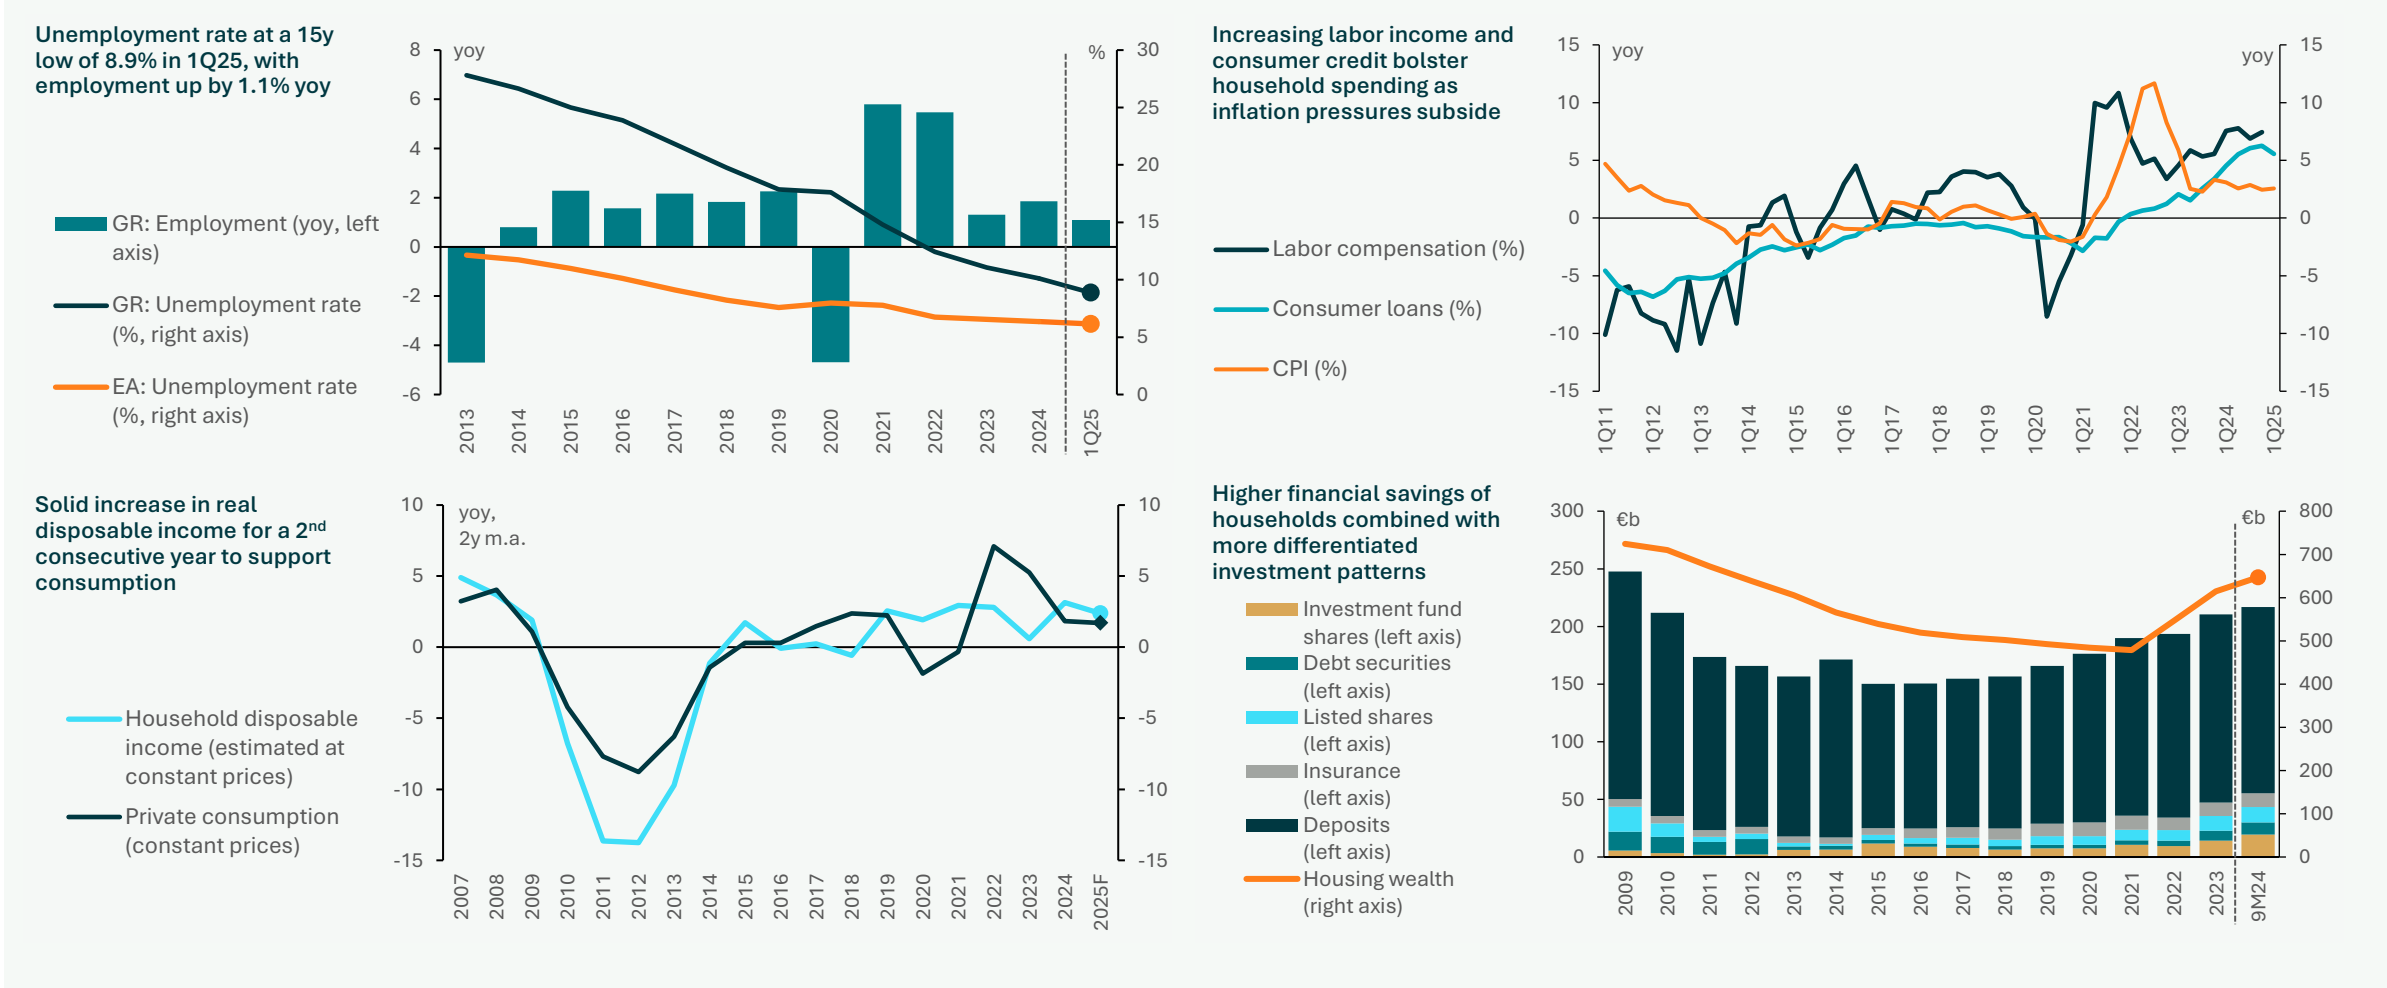 Unemployment rate at a 15y
low of 8.9% in 1Q25, with
employment up by 1.1% yoy
GR: Employment (yoy, left
axis)
GR: Unemployment rate
(%, right axis)
EA: Unemployment rate
(%, right axis)
yoy
%
8
6
4
2
0
-2
-4
-6
30
25
20
15
10
5
0
2013
2014
2015
2016
2017
2018
2019
2020
2021
2022
2023
2024
1Q25
Increasing labor income and
consumer credit bolster
household spending as
inflation pressures subside
Labor compensation (%)
Consumer loans (%)
CPI (%)
yoy
yoy
15
10
5
0
-5
-10
-15
15
10
5
0
-5
-10
-15
1Q11
1Q12
1Q13
1Q14
1Q15
1Q16
1Q17
1Q18
1Q19
1Q20
1Q21
1Q22
1Q23
1Q24
1Q25
Solid increase in real
disposable income for a 2nd
consecutive year to support
consumption
Household disposable
income (estimated at
constant prices)
Private consumption
(constant prices)
yoy,
2y m.a.
10
5
0
-5
-10
-15
10
5
0
-5
-10
-15
2007
2008
2009
2010
2011
2012
2013
2014
2015
2016
2017
2018
2019
2020
2021
2022
2023
2024
2025F
Higher financial savings of
households combined with
more differentiated
investment patterns
Investment fund
shares (left axis)
Debt securities
(left axis)
Listed shares
(left axis)
Insurance
(left axis)
Deposits
(left axis)
Housing wealth
(right axis)
€b
€b
300
250
200
150
100
50
0
800
700
600
500
400
300
200
100
0
2009
2010
2011
2012
2013
2014
2015
2016
2017
2018
2019
2020
2021
2022
2023
9M24